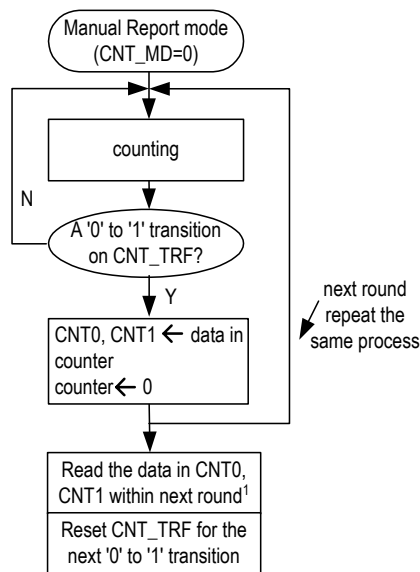 Manual Report mode
(CNT_MD=0)
counting
N
A '0' to '1' transition
on CNT_TRF?
Y
CNT0, CNT1 ← data in
counter
counter ← 0
next round
repeat the
same process
Read the data in CNT0,
CNT1 within next round¹
Reset CNT_TRF for the
next '0' to '1' transition